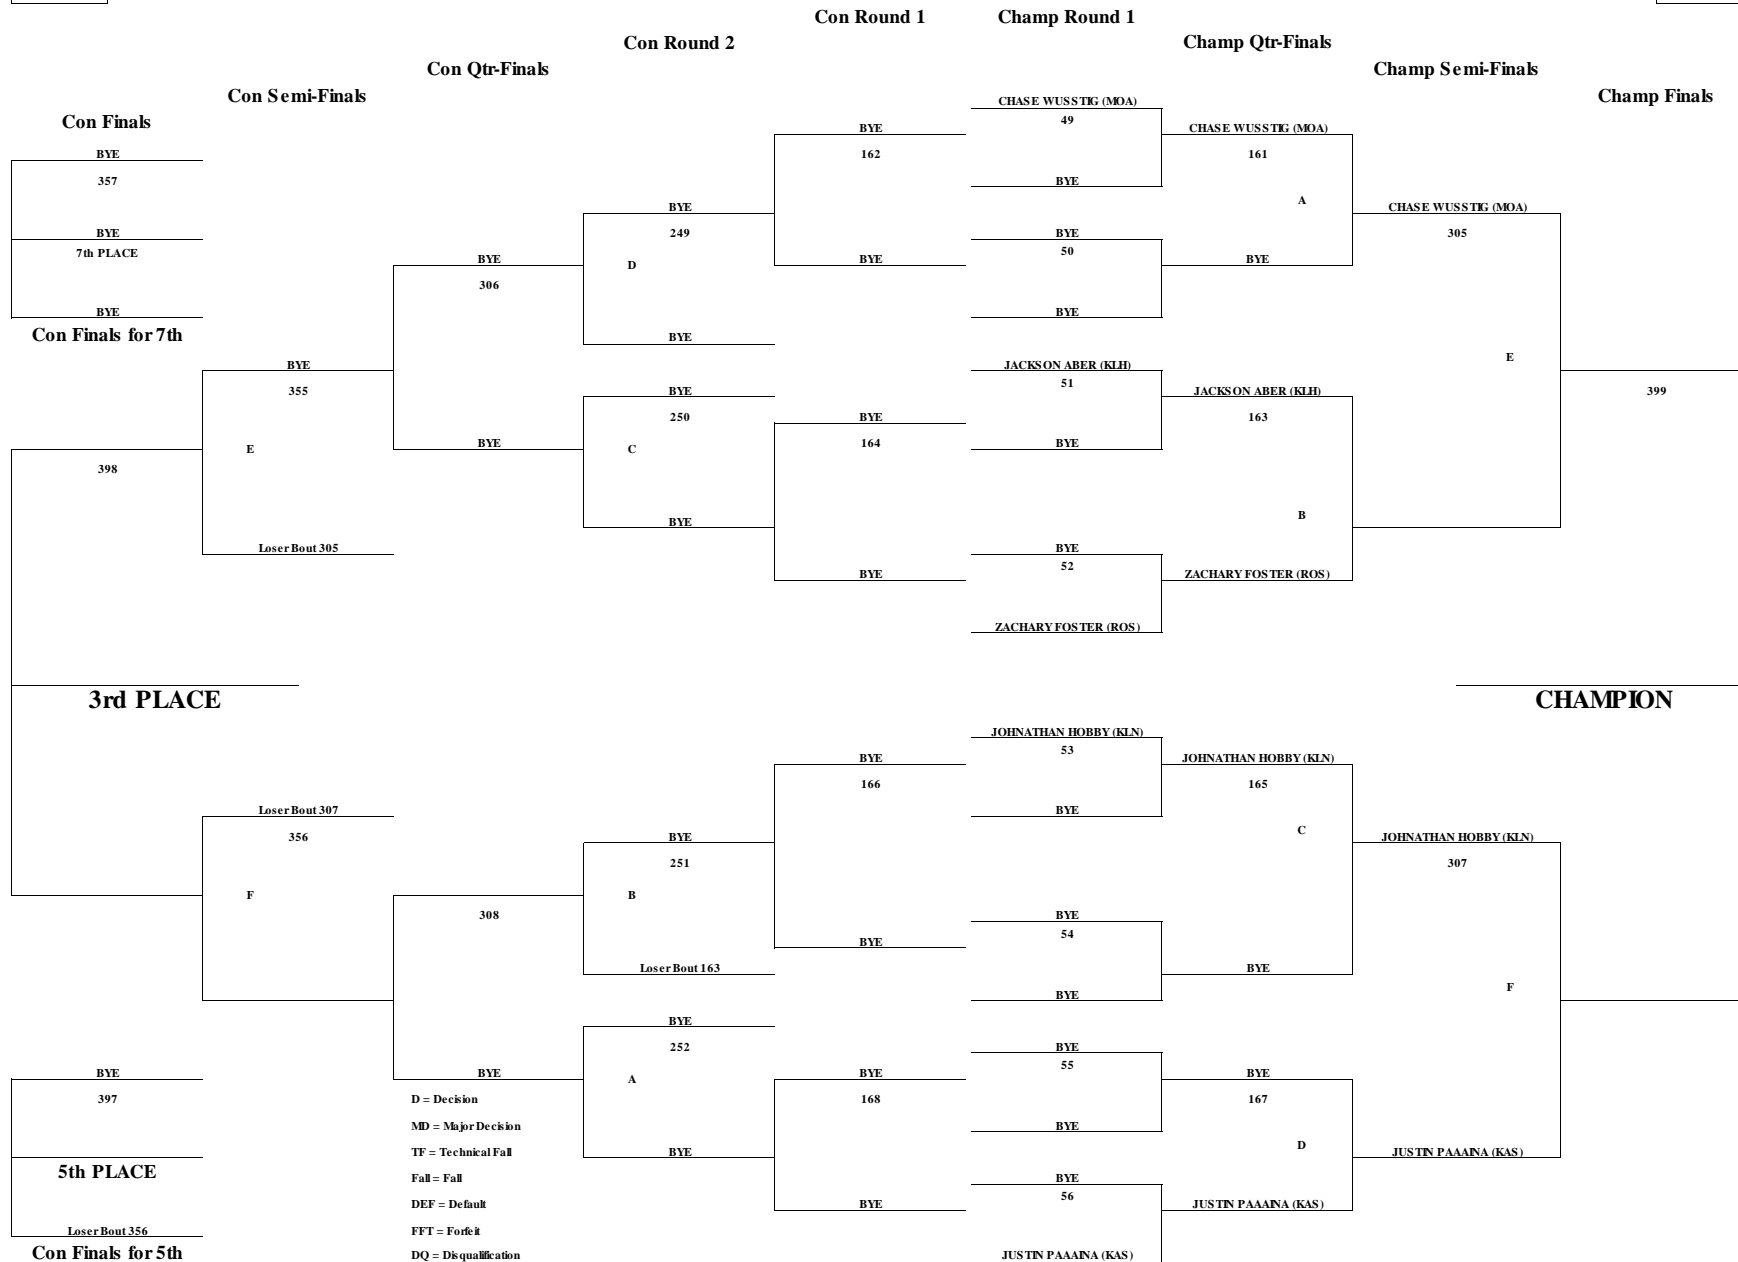 Con Round 1
Champ Round 1
Con Round 2
Champ Qtr-Finals
Con Qtr-Finals
Champ Semi-Finals
Con Semi-Finals
Champ Finals
Con Finals
CHASE WUSSTIG (MOA)
49
BYE
CHASE WUSSTIG (MOA)
BYE
357
162
161
BYE
A
BYE
CHASE WUSSTIG (MOA)
BYE
249
BYE
50
305
7th PLACE
BYE
306
D
BYE
BYE
BYE
BYE
Con Finals for 7th
BYE
E
BYE
355
JACKSON ABER (KLH)
51
BYE
250
JACKSON ABER (KLH)
163
399
BYE
164
E
BYE
C
BYE
398
BYE
B
Loser Bout 305
BYE
52
BYE
ZACHARY FOSTER (ROS)
ZACHARY FOSTER (ROS)
3rd PLACE
CHAMPION
JOHNATHAN HOBBY (KLN)
53
BYE
166
JOHNATHAN HOBBY (KLN)
165
Loser Bout 307
356
BYE
BYE
251
C
JOHNATHAN HOBBY (KLN)
307
F
308
B
BYE
54
BYE
Loser Bout 163
BYE
BYE
F
BYE
252
BYE
55
BYE
397
BYE
A
BYE
168
BYE
167
D = Decision
MD = Major Decision
BYE
TF = Technical Fall
BYE
D
JUSTIN PAAAINA (KAS)
5th PLACE
Fall = Fall
BYE
56
DEF = Default
BYE
JUSTIN PAAAINA (KAS)
Loser Bout 356
FFT = Forfeit
Con Finals for 5th
DQ = Disqualification
JUSTIN PAAAINA (KAS)